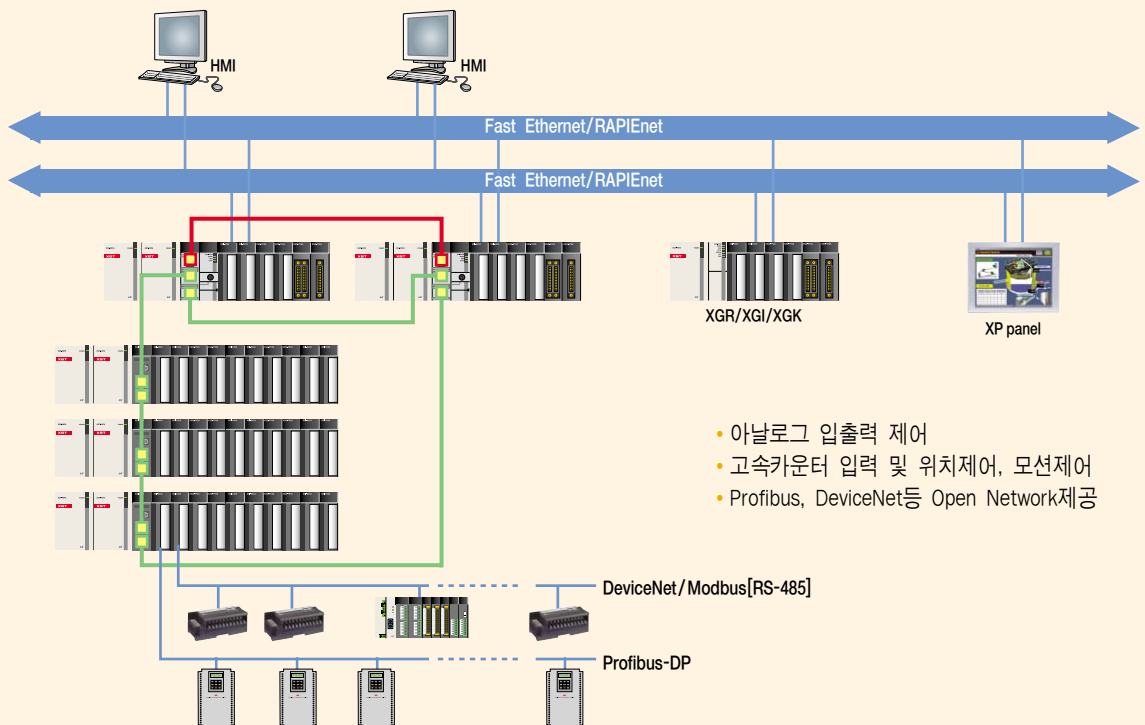 HMI
HMI
Fast Ethernet/RAPIEnet
Fast Ethernet/RAPIEnet
XGR/XGI/XGK
XP panel
• 아날로그 입출력 제어
• 고속카운터 입력 및 위치제어, 모션제어
• Profibus, DeviceNet등 Open Network제공
DeviceNet/Modbus[RS-485]
Profibus-DP